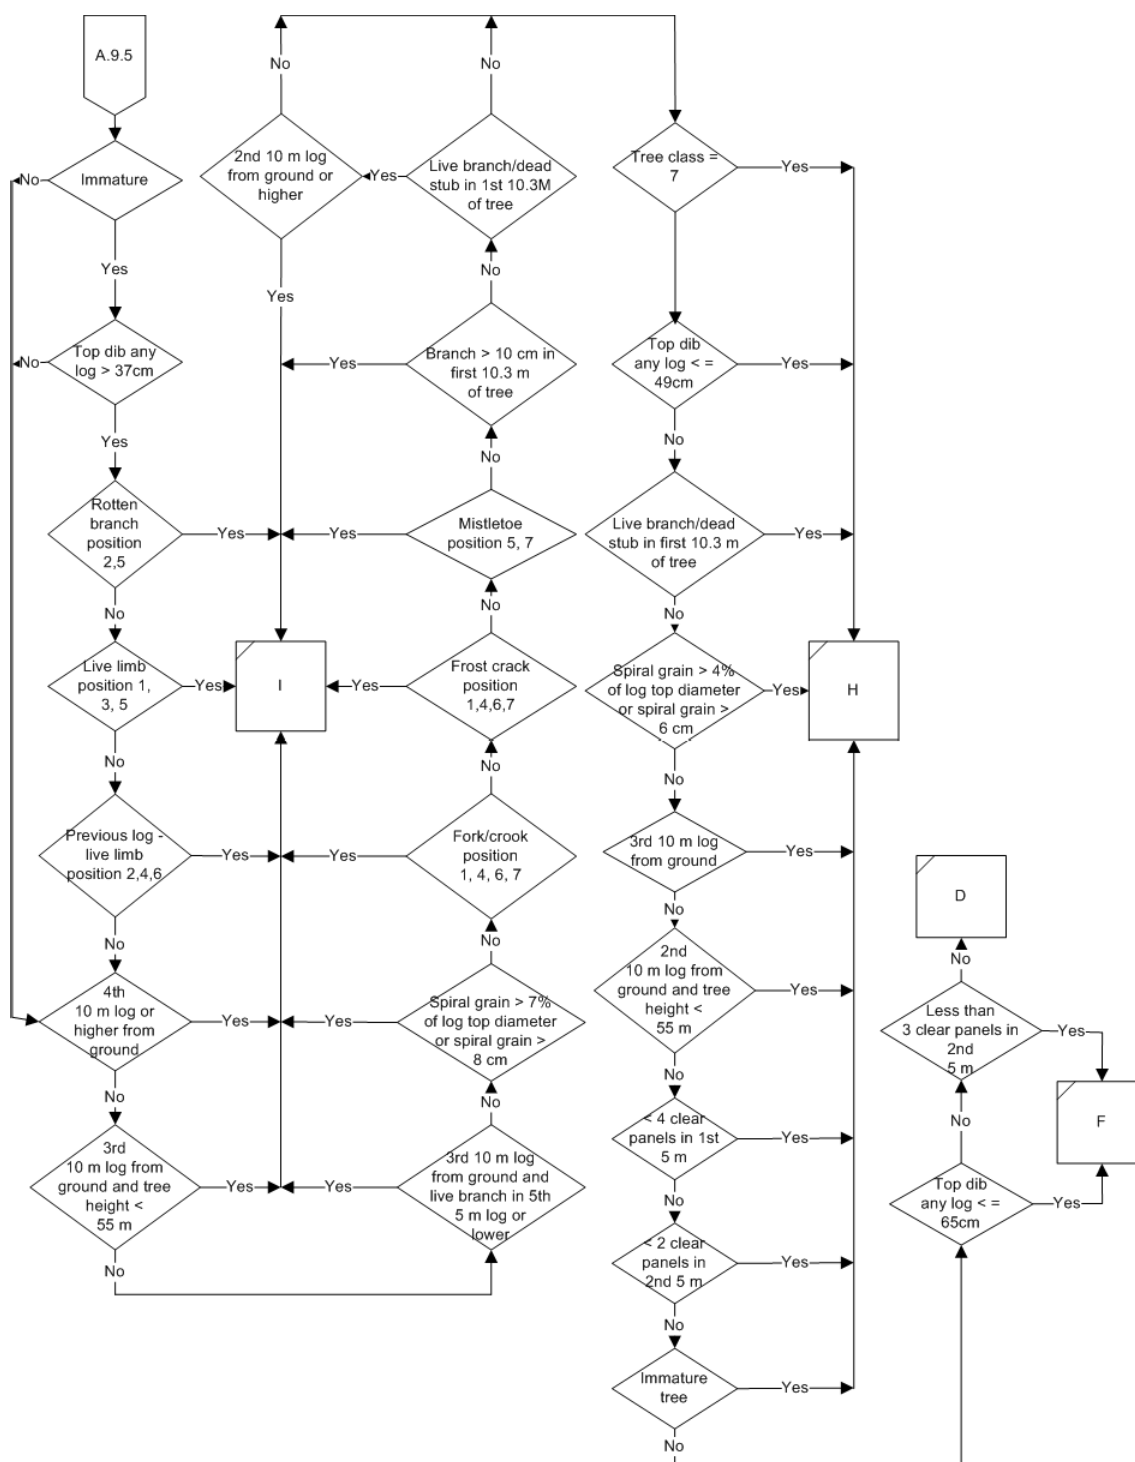 A.9.5
Immature
No
Yes
Top dib any
log > 37cm
No
Yes
Rotten
branch
position
2,5
Yes
No
Live limb
position 1,
3, 5
Yes
No
Previous log -
live limb
position 2,4,6
Yes
No
4th
10 m log or
higher from
ground
Yes
No
3rd
10 m log from
ground and tree
height <
55 m
Yes
No
I
3rd 10 m log
from ground and
live branch in 5th
5 m log or
lower
Yes
No
Spiral grain > 7%
of log top diameter
or spiral grain >
8 cm
Yes
No
Fork/crook
position
1, 4, 6, 7
Yes
No
Frost crack
position
1,4,6,7
Yes
No
Mistletoe
position 5, 7
Yes
No
Branch > 10 cm in
first 10.3 m
of tree
Yes
No
Live branch/dead
stub in 1st 10.3M
of tree
Yes
No
2nd 10 m log
from ground or
higher
Yes
No
Tree class =
7
Yes
Top dib
any log < =
49cm
Yes
No
Live branch/dead
stub in first 10.3 m
of tree
Yes
No
Spiral grain > 4%
of log top diameter
or spiral grain >
6 cm
Yes
No
H
3rd 10 m log
from ground
Yes
No
2nd
10 m log from
ground and tree
height <
55 m
Yes
No
< 4 clear
panels in 1st
5 m
Yes
No
< 2 clear
panels in
2nd 5 m
Yes
No
Immature
tree
Yes
No
Top dib
any log < =
65cm
Yes
No
Less than
3 clear panels in
2nd
5 m
Yes
No
D
F